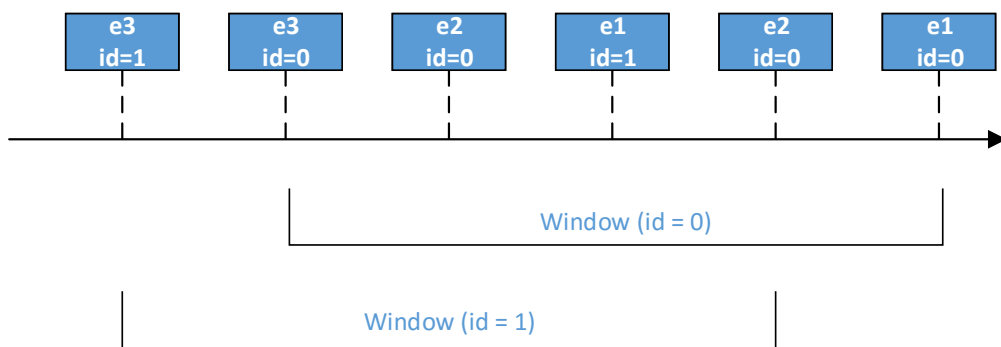 e3
id=1
e3
id=0
e2
id=0
e1
id=1
e2
id=0
e1
id=0
Window (id = 0)
Window (id = 1)